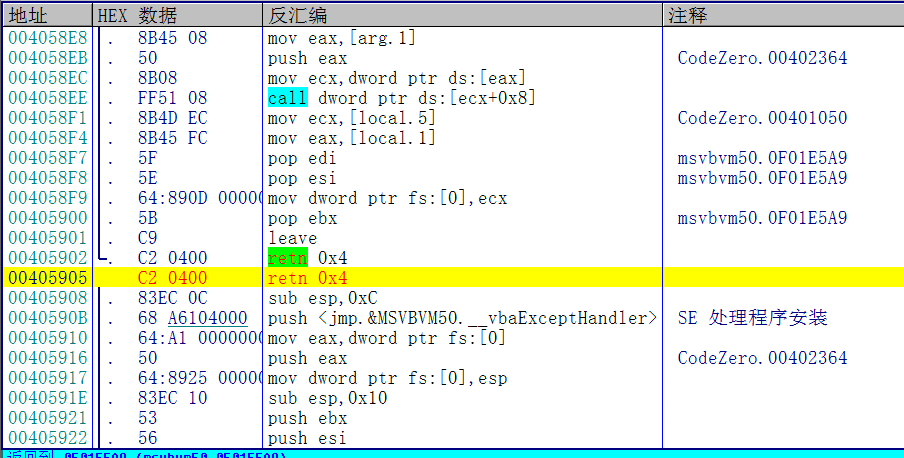 地址 HEX 数据 反汇编 注释
004058E8 . 8B45 08 mov eax,[arg.1]
004058EB . 50 push eax CodeZero.00402364
004058EC . 8B08 mov ecx,dword ptr ds:[eax]
004058EE . FF51 08 call dword ptr ds:[ecx+0x8]
004058F1 . 8B4D EC mov ecx,[local.5] CodeZero.00401050
004058F4 . 8B45 FC mov eax,[local.1]
004058F7 . 5F pop edi msvbvm50.0F01E5A9
004058F8 . 5E pop esi msvbvm50.0F01E5A9
004058F9 . 64:890D 00000 mov dword ptr fs:[0],ecx
00405900 . 5B pop ebx msvbvm50.0F01E5A9
00405901 . C9 leave
00405902 . C2 0400 retn 0x4
00405905 C2 0400 retn 0x4
00405908 . 83EC 0C sub esp,0xC
0040590B . 68 A6104000 push <jmp.&MSVBVM50.__vbaExceptHandler> SE 处理程序安装
00405910 . 64:A1 0000000 mov eax,dword ptr fs:[0]
00405916 . 50 push eax CodeZero.00402364
00405917 . 64:8925 00000 mov dword ptr fs:[0],esp
0040591E . 83EC 10 sub esp,0x10
00405921 . 53 push ebx
00405922 . 56 push esi